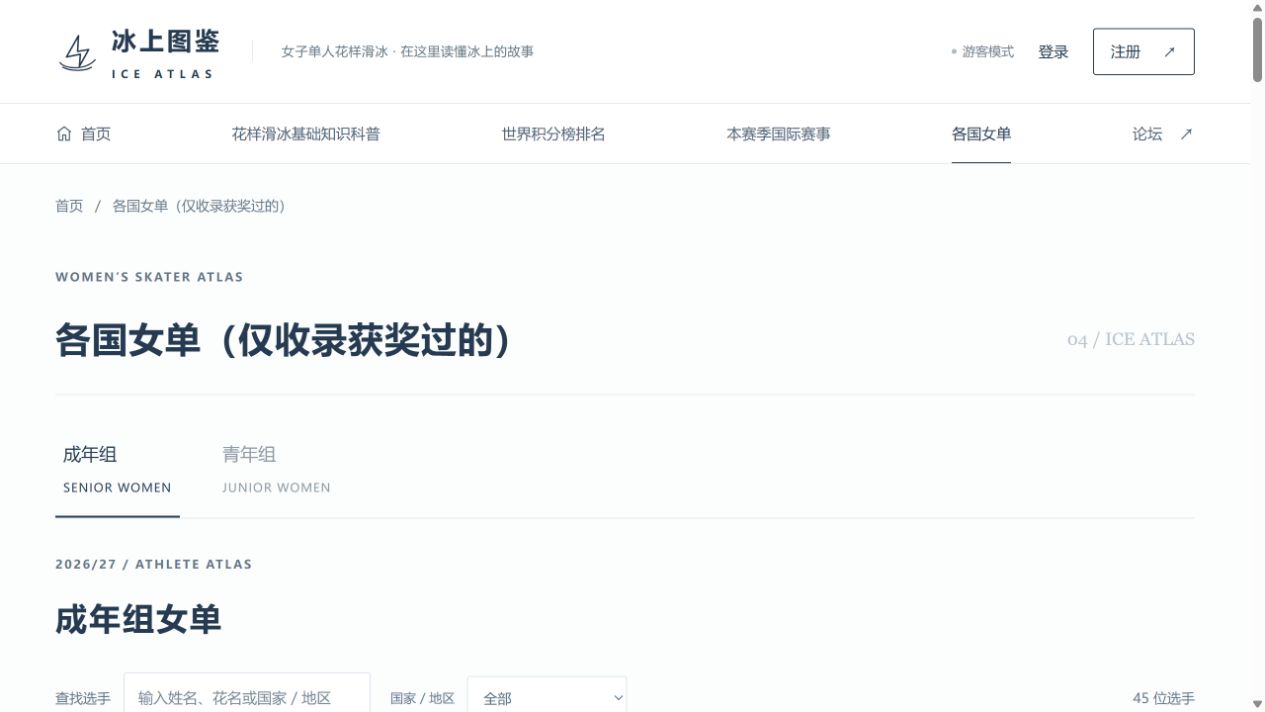 冰上图鉴
ICE ATLAS
女子单人花样滑冰 · 在这里读懂冰上的故事
游客模式
登录
注册 ↗
首页
花样滑冰基础知识科普
世界积分榜排名
本赛季国际赛事
各国女单
论坛 ↗
首页 / 各国女单（仅收录获奖过的）
WOMEN'S SKATER ATLAS
各国女单（仅收录获奖过的）
04 / ICE ATLAS
成年组
SENIOR WOMEN
青年组
JUNIOR WOMEN
2026/27 / ATHLETE ATLAS
成年组女单
查找选手
输入姓名、花名或国家 / 地区
国家 / 地区
全部
45 位选手